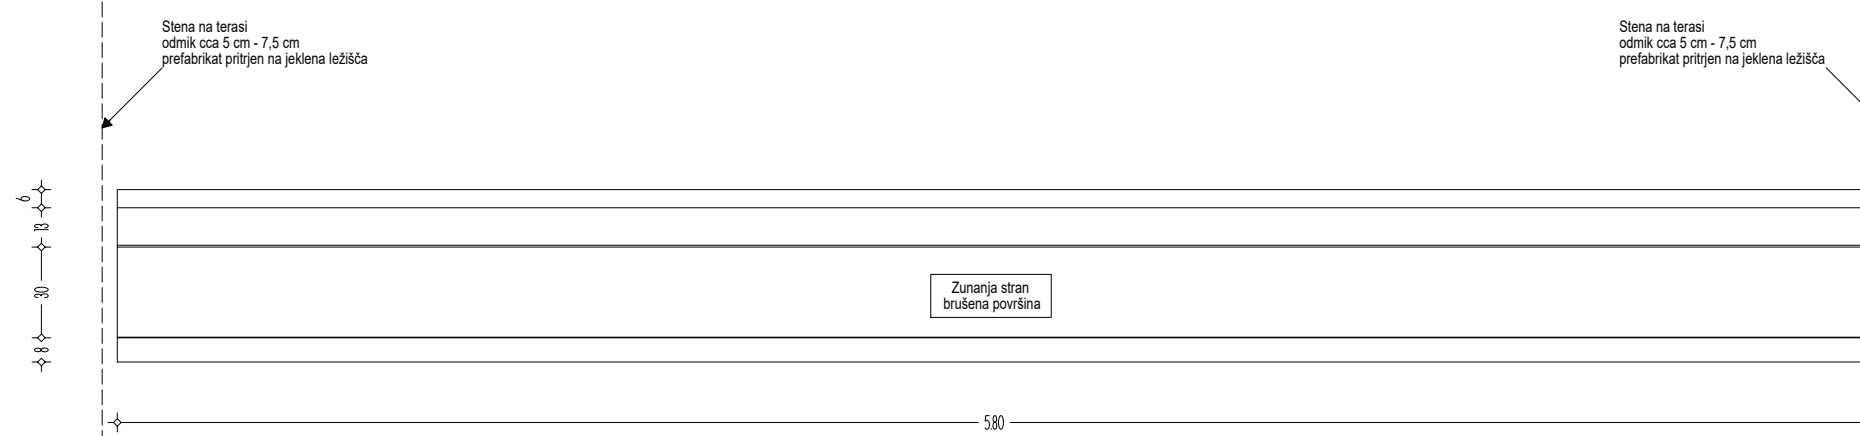 Stena na terasi
odmik cca 5 cm - 7,5 cm
prefabrikat pritrjen na jeklena ležišča
Stena na terasi
odmik cca 5 cm - 7,5 cm
prefabrikat pritrjen na jeklena ležišča
6
13
30
8
Zunanja stran
brušena površina
5.80